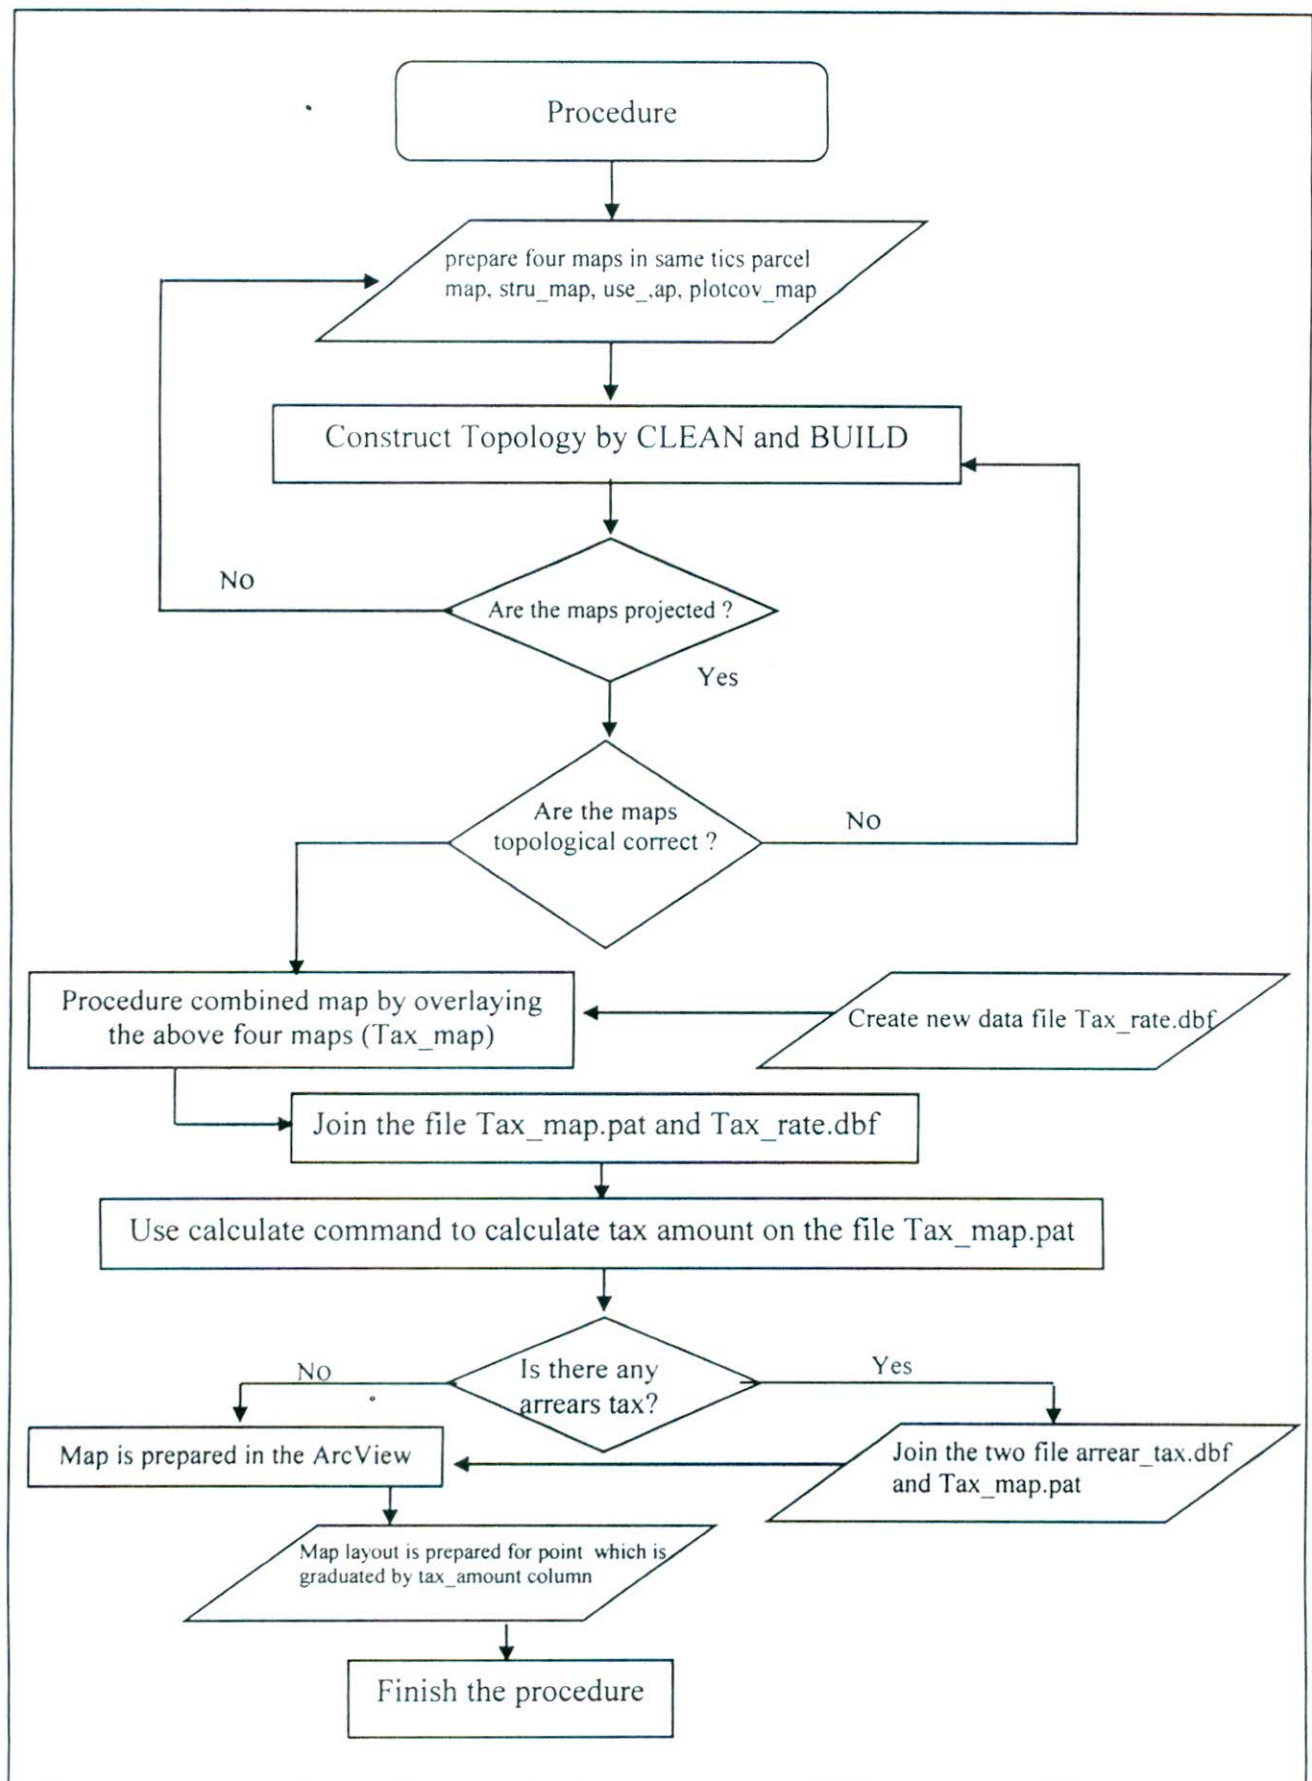 Procedure
prepare four maps in same tics parcel
map, stru_map, use_,ap, plotcov_map
Construct Topology by CLEAN and BUILD
No
Are the maps projected ?
Yes
Are the maps
topological correct ?
No
Procedure combined map by overlaying
the above four maps (Tax_map)
Create new data file Tax_rate.dbf
Join the file Tax_map.pat and Tax_rate.dbf
Use calculate command to calculate tax amount on the file Tax_map.pat
No
Is there any
arrears tax?
Yes
Map is prepared in the ArcView
Join the two file arrear_tax.dbf
and Tax_map.pat
Map layout is prepared for point which is
graduated by tax_amount column
Finish the procedure